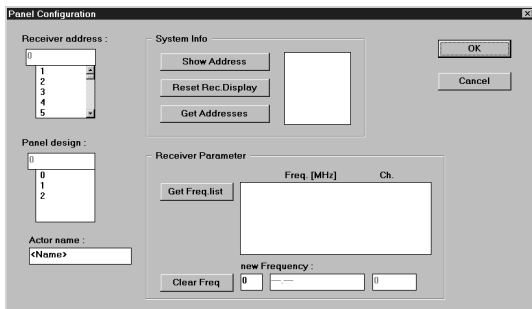 Panel Configuration
Receiver address :
0
1
2
3
4
5
System Info
Show Address
Reset Rec.Display
Get Addresses
OK
Cancel
Panel design :
0
0
1
2
Actor name :
<Name>
Receiver Parameter
Freq. [MHz] Ch.
Get Freq.list
new Frequency :
Clear Freq 0 ---.--- 0